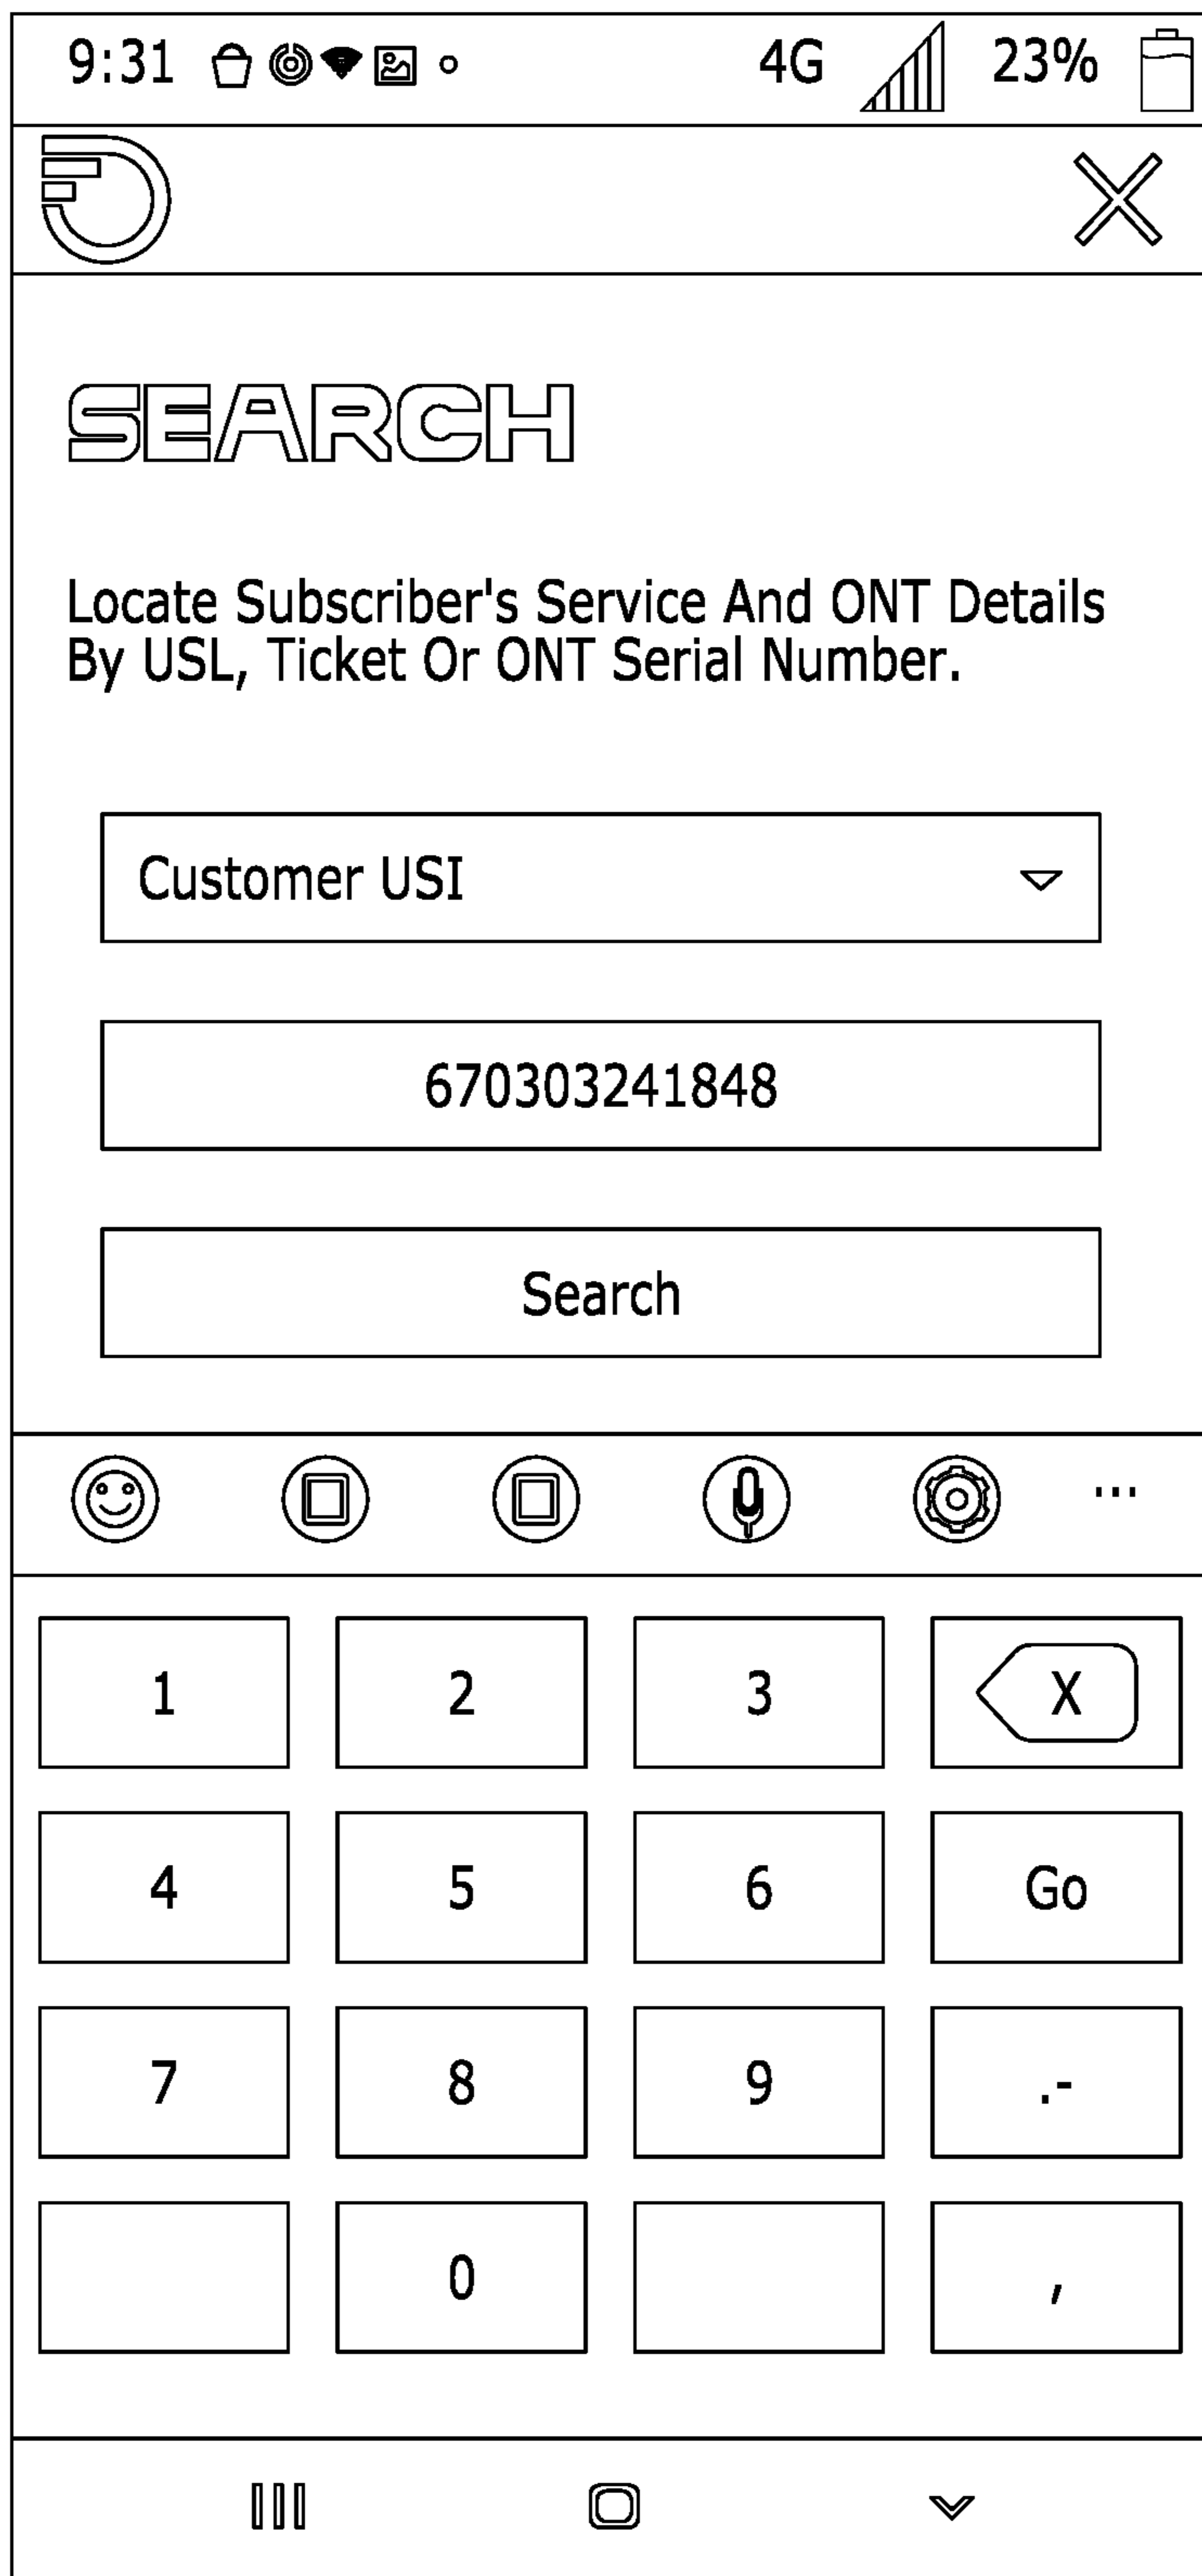 9:31 4G 23%
SEARCH
Locate Subscriber's Service And ONT Details
By USL, Ticket Or ONT Serial Number.
Customer USI
670303241848
Search
...
1 2 3 X
4 5 6 Go
7 8 9 .-
0 ,